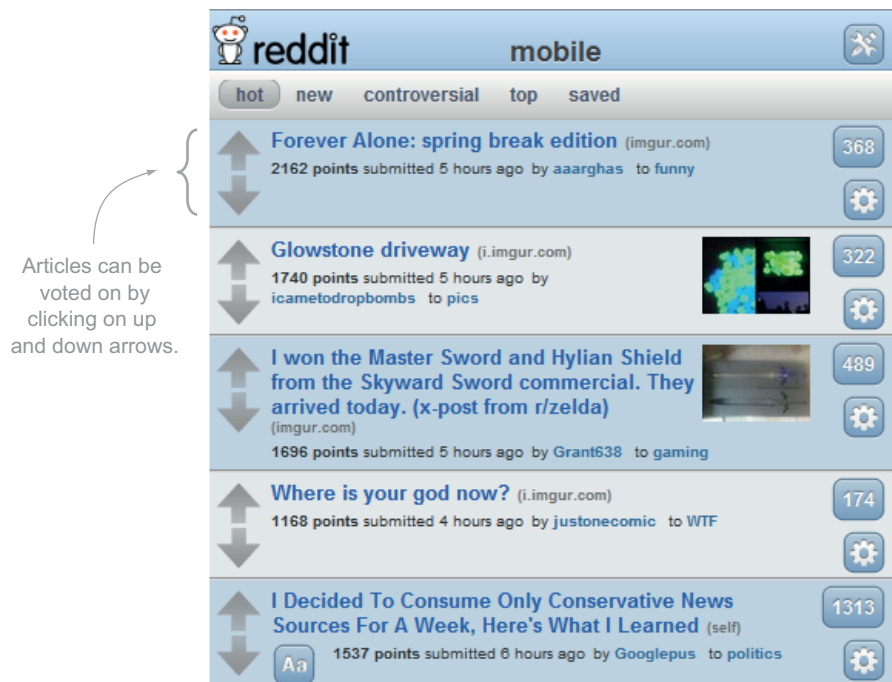 reddit mobile
hot new controversial top saved
Forever Alone: spring break edition (imgur.com)
368
2162 points submitted 5 hours ago by aaarghas to funny
Articles can be
voted on by
clicking on up
and down arrows.
Glowstone driveway (i.imgur.com)
322
1740 points submitted 5 hours ago by
icametodropbombs to pics
I won the Master Sword and Hylian Shield
489
from the Skyward Sword commercial. They
arrived today. (x-post from r/zelda)
(imgur.com)
1696 points submitted 5 hours ago by Grant638 to gaming
Where is your god now? (i.imgur.com)
174
1168 points submitted 4 hours ago by justonecomic to WTF
I Decided To Consume Only Conservative News
1313
Sources For A Week, Here's What I Learned (self)
Aa 1537 points submitted 6 hours ago by Googlepus to politics